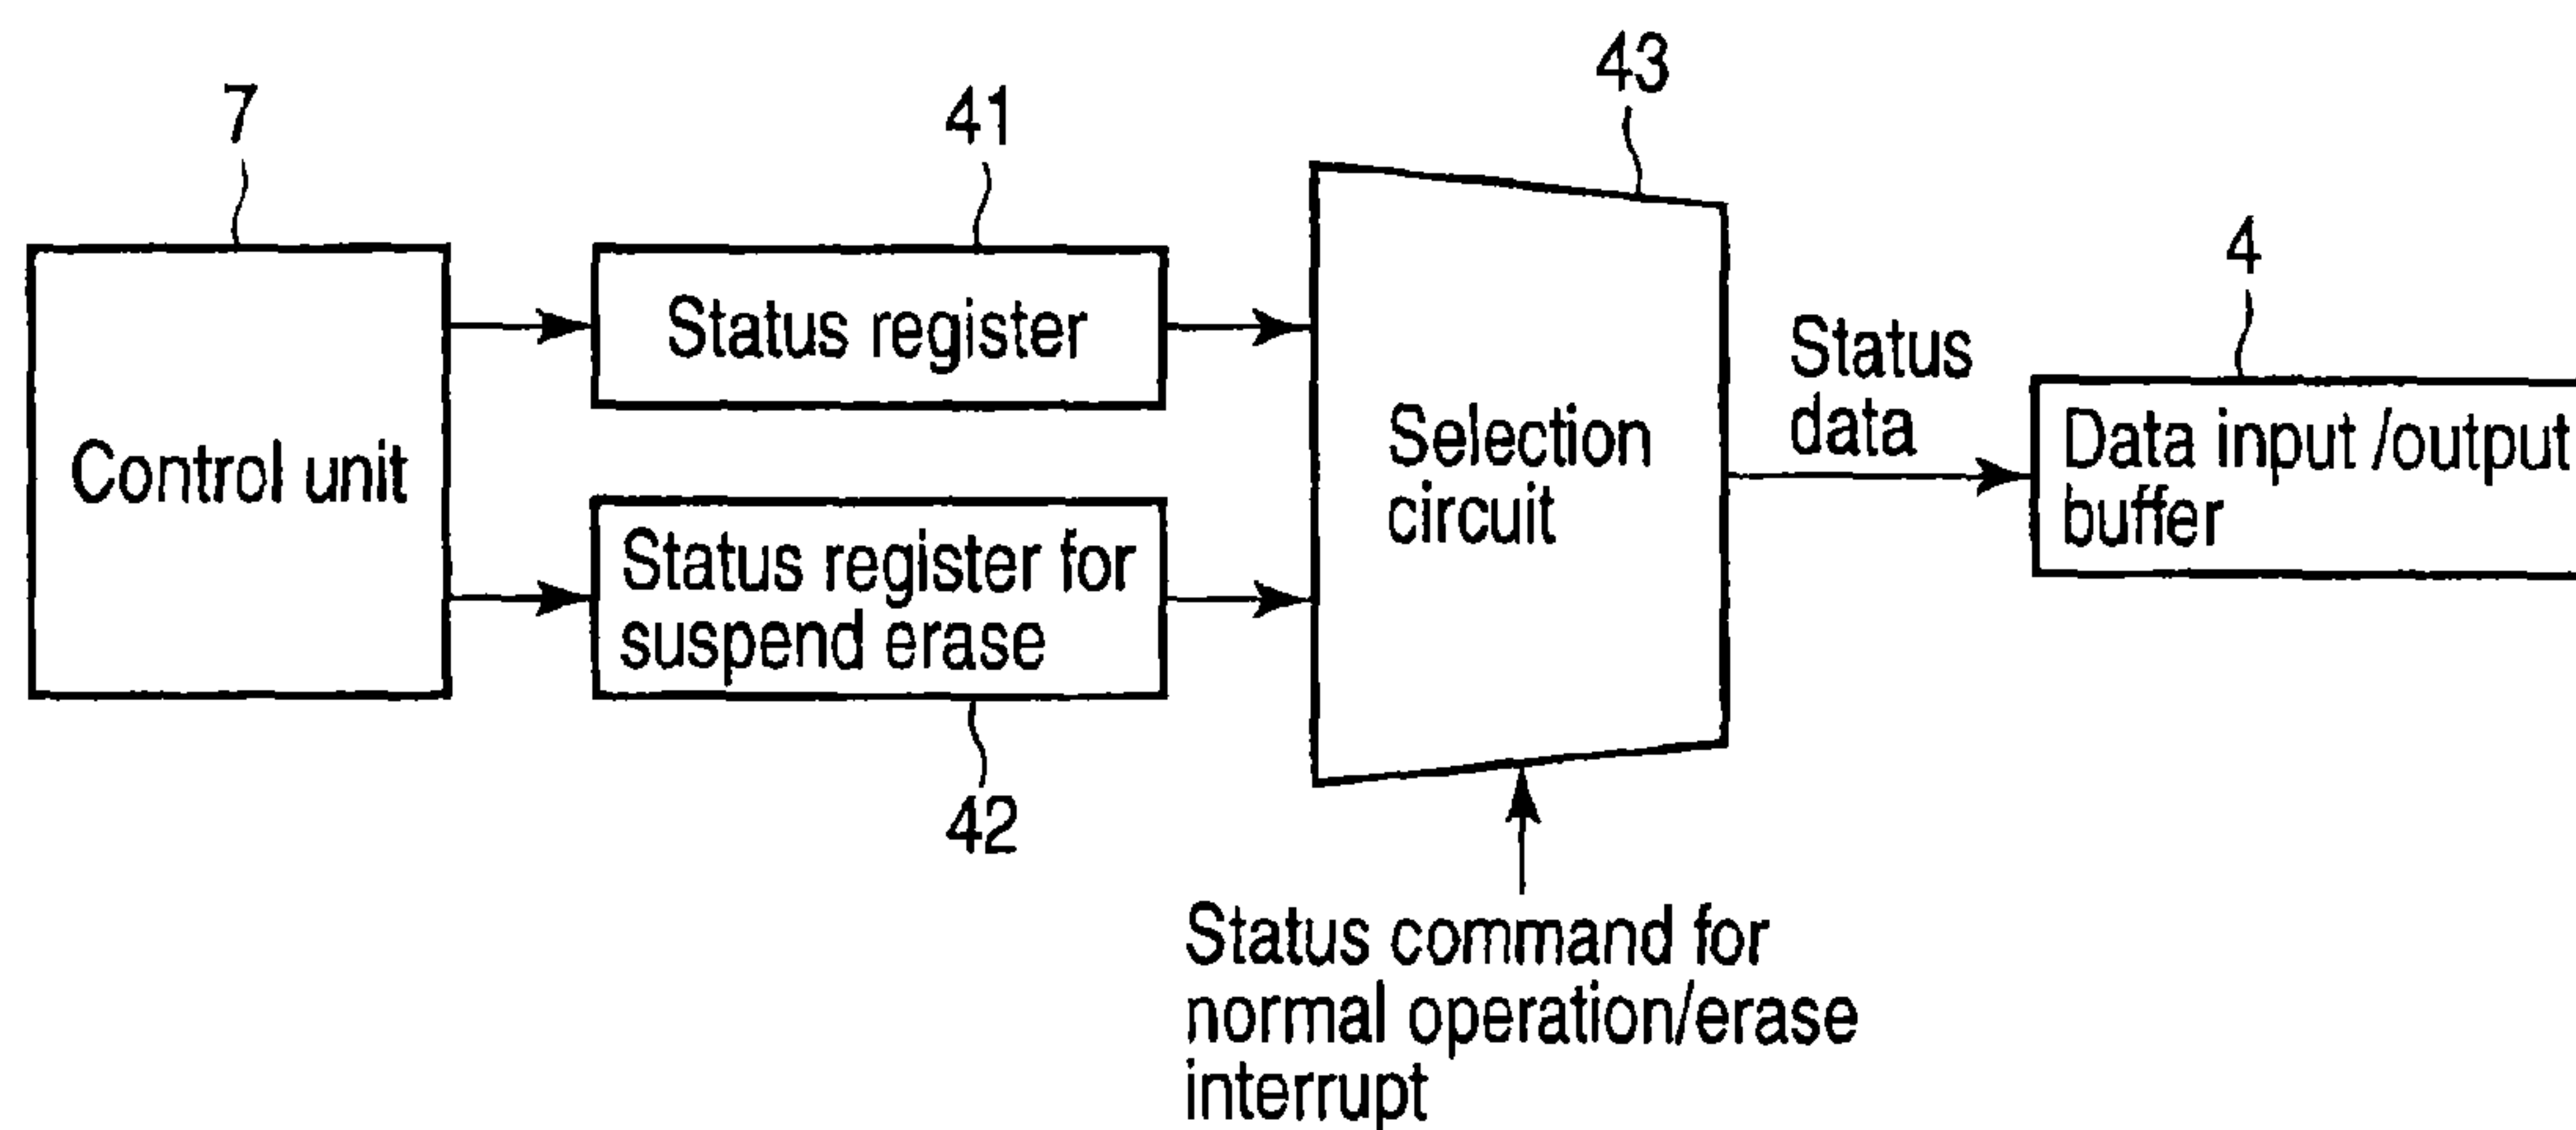 7
41
43
4
Control unit
Status register
Status register for
suspend erase
42
Selection
circuit
Status
data
Data input /output
buffer
Status command for
normal operation/erase
interrupt